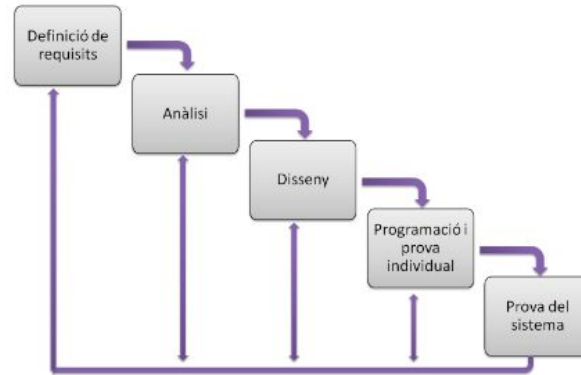 Definició de
requisits
Anàlisi
Disseny
Programació i
prova
individual
Prova del
sistema